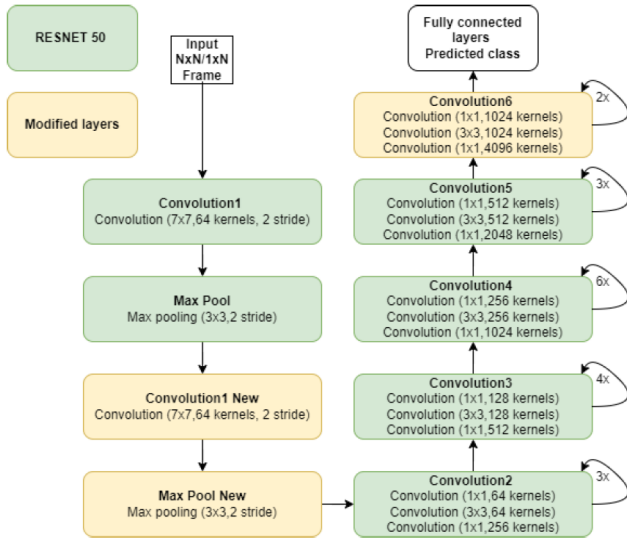 RESNET 50
Modified layers
Input
NxN/1xN
Frame
Convolution1
Convolution (7x7,64 kernels, 2 stride)
Max Pool
Max pooling (3x3,2 stride)
Convolution1 New
Convolution (7x7,64 kernels, 2 stride)
Max Pool New
Max pooling (3x3,2 stride)
Convolution2
Convolution (1x1,64 kernels)
Convolution (3x3,64 kernels)
Convolution (1x1,256 kernels)
3x
Convolution3
Convolution (1x1,128 kernels)
Convolution (3x3,128 kernels)
Convolution (1x1,512 kernels)
4x
Convolution4
Convolution (1x1,256 kernels)
Convolution (3x3,256 kernels)
Convolution (1x1,1024 kernels)
6x
Convolution5
Convolution (1x1,512 kernels)
Convolution (3x3,512 kernels)
Convolution (1x1,2048 kernels)
3x
Convolution6
Convolution (1x1,1024 kernels)
Convolution (3x3,1024 kernels)
Convolution (1x1,4096 kernels)
2x
Fully connected
layers
Predicted class